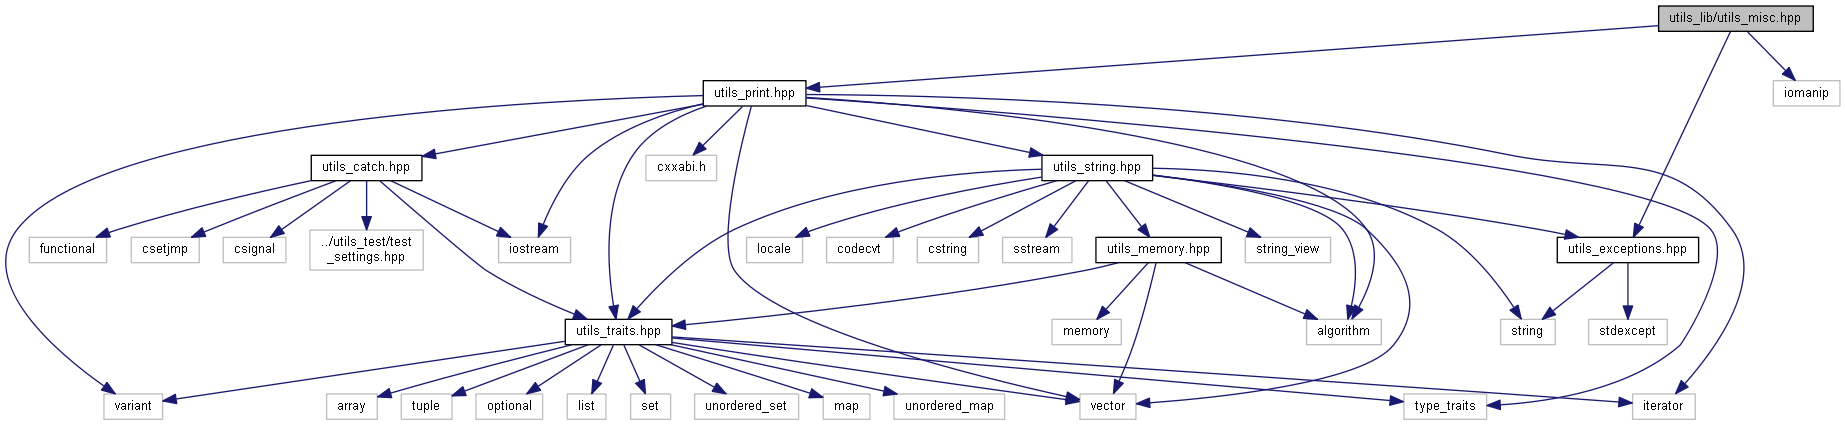 utils_lib/utils_misc.hpp
utils_print.hpp
iomanip
utils_catch.hpp
cxxabi.h
utils_string.hpp
functional
csetjmp
csignal
../utils_test/test
_settings.hpp
iostream
locale
codecvt
cstring
sstream
utils_memory.hpp
string_view
utils_exceptions.hpp
utils_traits.hpp
memory
algorithm
string
stdexcept
variant
array
tuple
optional
list
set
unordered_set
map
unordered_map
vector
type_traits
iterator